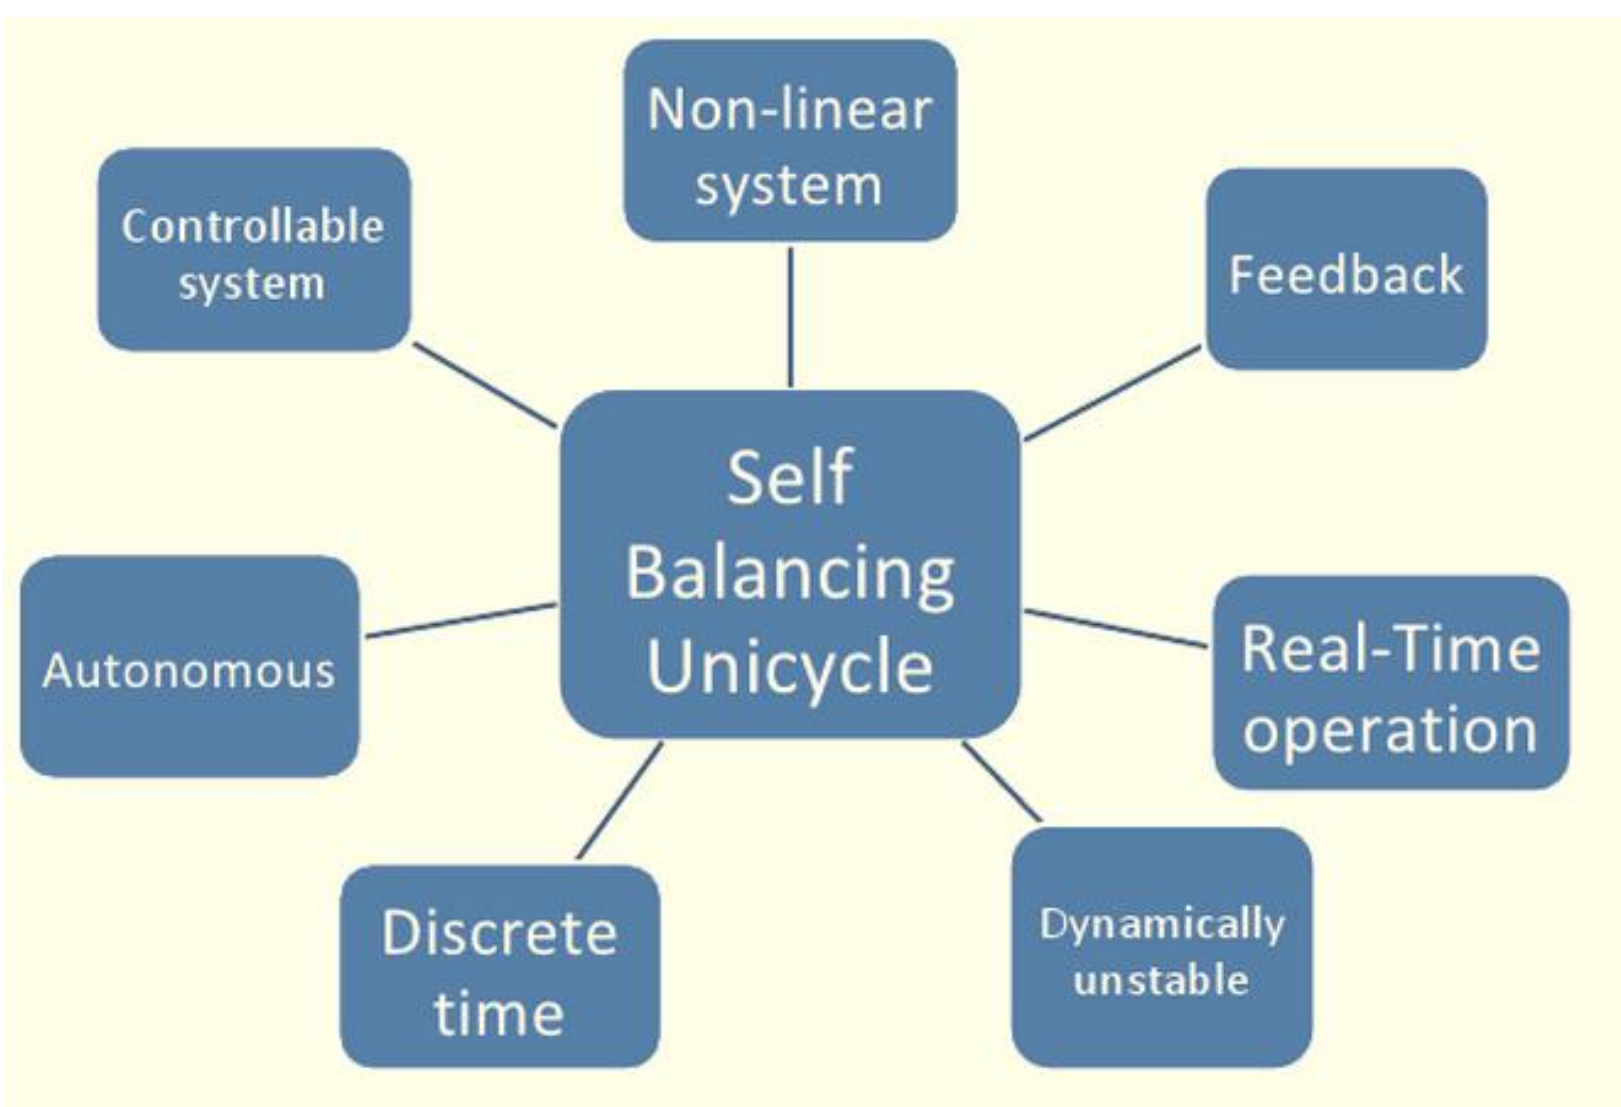 Non-linear
system
Controllable
system
Feedback
Self
Balancing
Unicycle
Autonomous
Real-Time
operation
Discrete
time
Dynamically
unstable